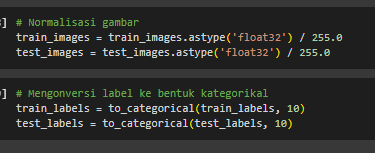 ] # Normalisasi gambar
train_images = train_images.astype('float32') / 255.0
test_images = test_images.astype('float32') / 255.0
] # Mengonversi label ke bentuk kategorikal
train_labels = to_categorical(train_labels, 10)
test_labels = to_categorical(test_labels, 10)